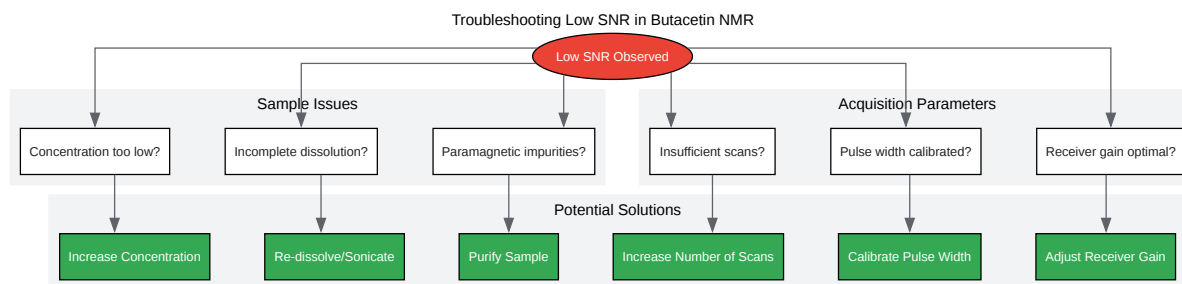 Troubleshooting Low SNR in Butacetin NMR
Low SNR Observed
Sample Issues
Acquisition Parameters
Concentration too low?
Incomplete dissolution?
Paramagnetic impurities?
Insufficient scans?
Pulse width calibrated?
Receiver gain optimal?
Potential Solutions
Increase Concentration
Re-dissolve/Sonicate
Purify Sample
Increase Number of Scans
Calibrate Pulse Width
Adjust Receiver Gain